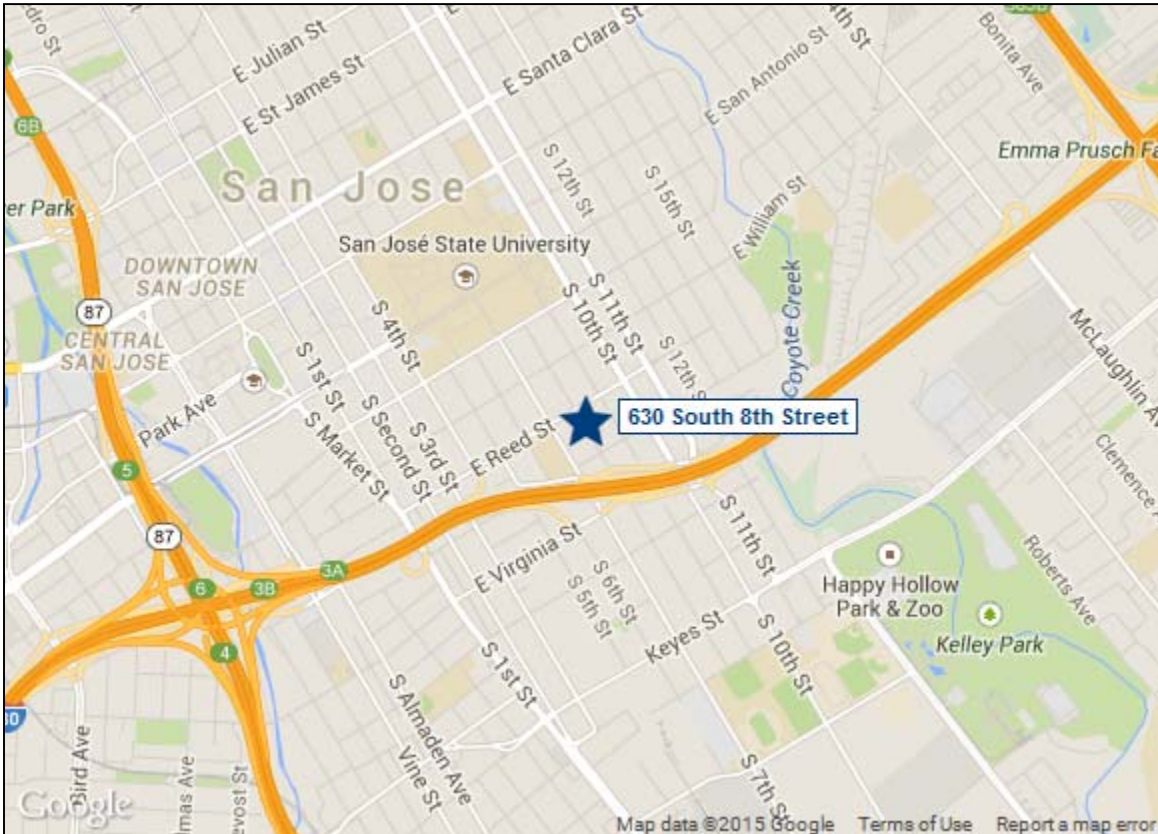 E Julian St
E St James St
E Santa Clara St
E San Antonio St
4th St
Bonita Ave
6B
Emma Prusch Fa
San Jose
S 12th St
S 15th St
E William St
er Park
San José State University
DOWNTOWN
SAN JOSE
87
CENTRAL
SAN JOSE
S 4th St
S 10th St
S 11th St
S 12th S
Coyote Creek
McLaughlin Av
S 1st St
Park Ave
S Market St
S Second St
S 3rd St
E Reed St
630 South 8th Street
Clemence A
5
87
6
3B
3A
4
E Virginia St
S 6th St
S 5th St
S 11th St
Happy Hollow
Park & Zoo
Roberts Ave
Kelley Park
Keyes St
S 10th St
S 1st St
S Almaden Ave
Vine St
S 7th St
Bird Ave
lmas Ave
evost St
Google
Map data ©2015 Google
Terms of Use
Report a map error